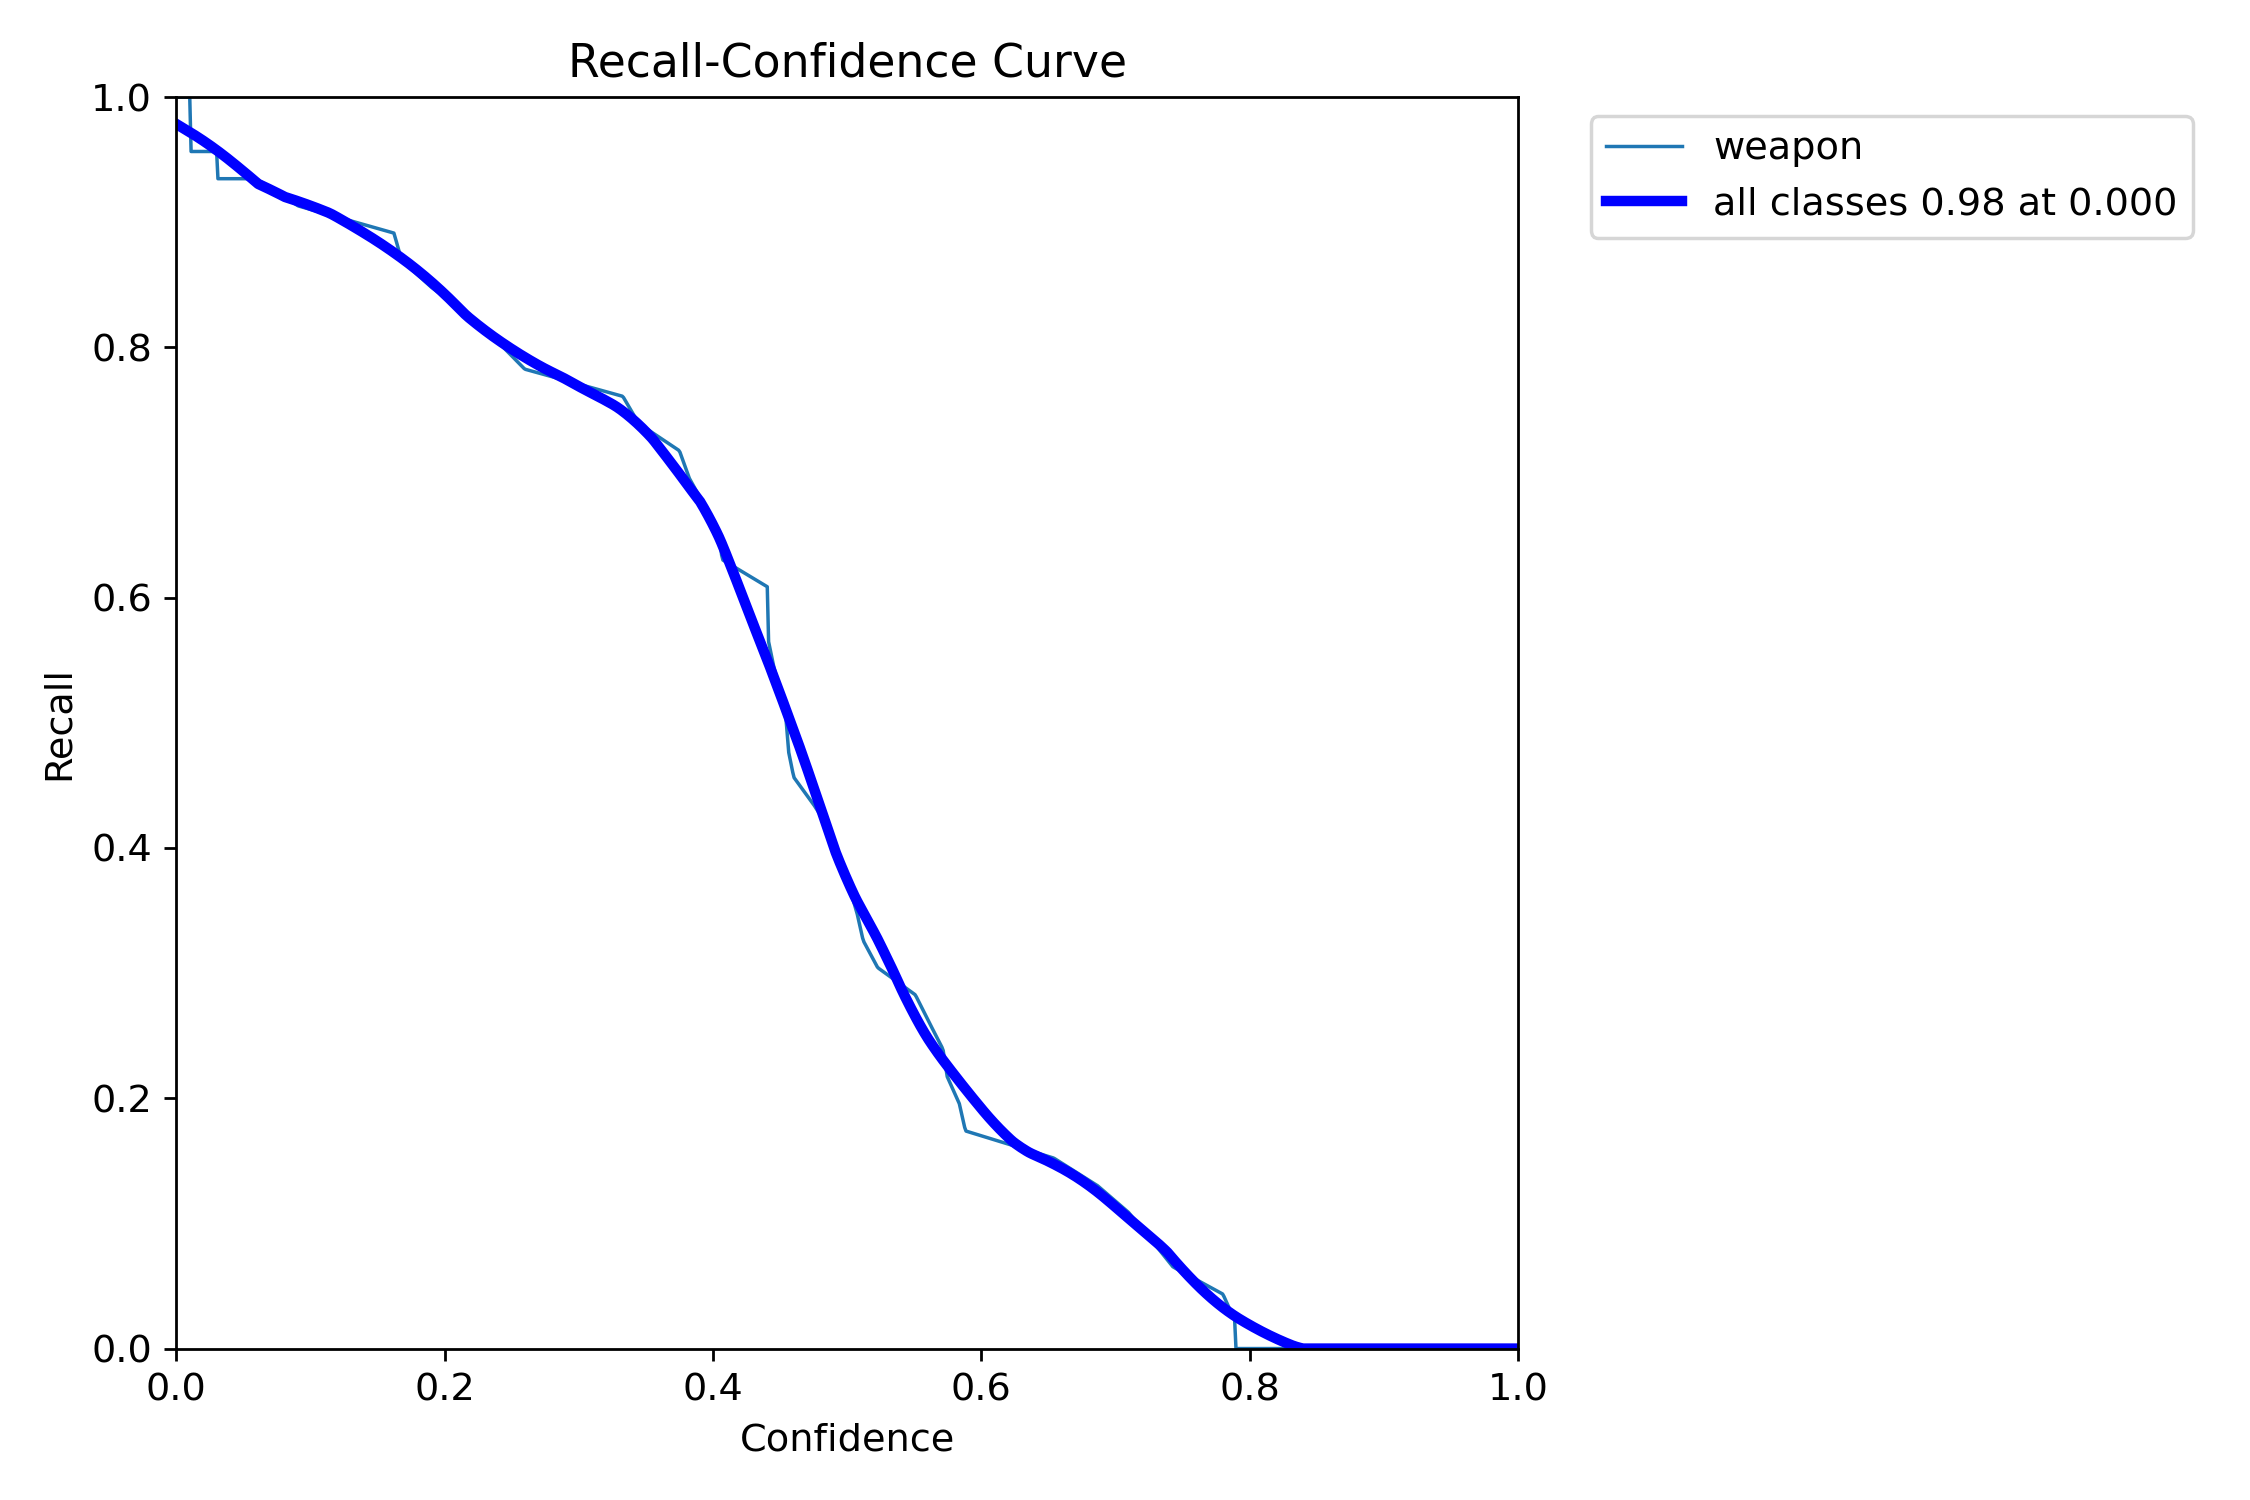 Recall-Confidence Curve
1.0
0.8
0.6
0.4
0.2
0.0
Recall
0.0 0.2 0.4 0.6 0.8 1.0
Confidence
weapon
all classes 0.98 at 0.000